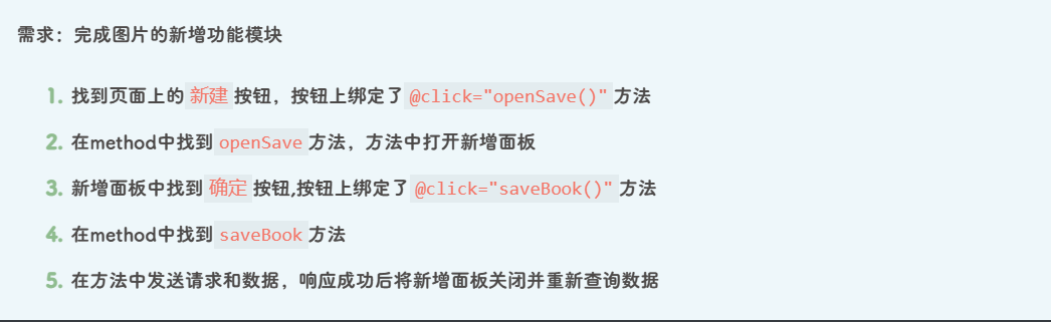 需求：完成图片的新增功能模块
1. 找到页面上的 新建 按钮，按钮上绑定了 @click="openSave()" 方法
2. 在method中找到 openSave 方法，方法中打开新增面板
3. 新增面板中找到 确定 按钮,按钮上绑定了 @click="saveBook()" 方法
4. 在method中找到 saveBook 方法
5. 在方法中发送请求和数据，响应成功后将新增面板关闭并重新查询数据